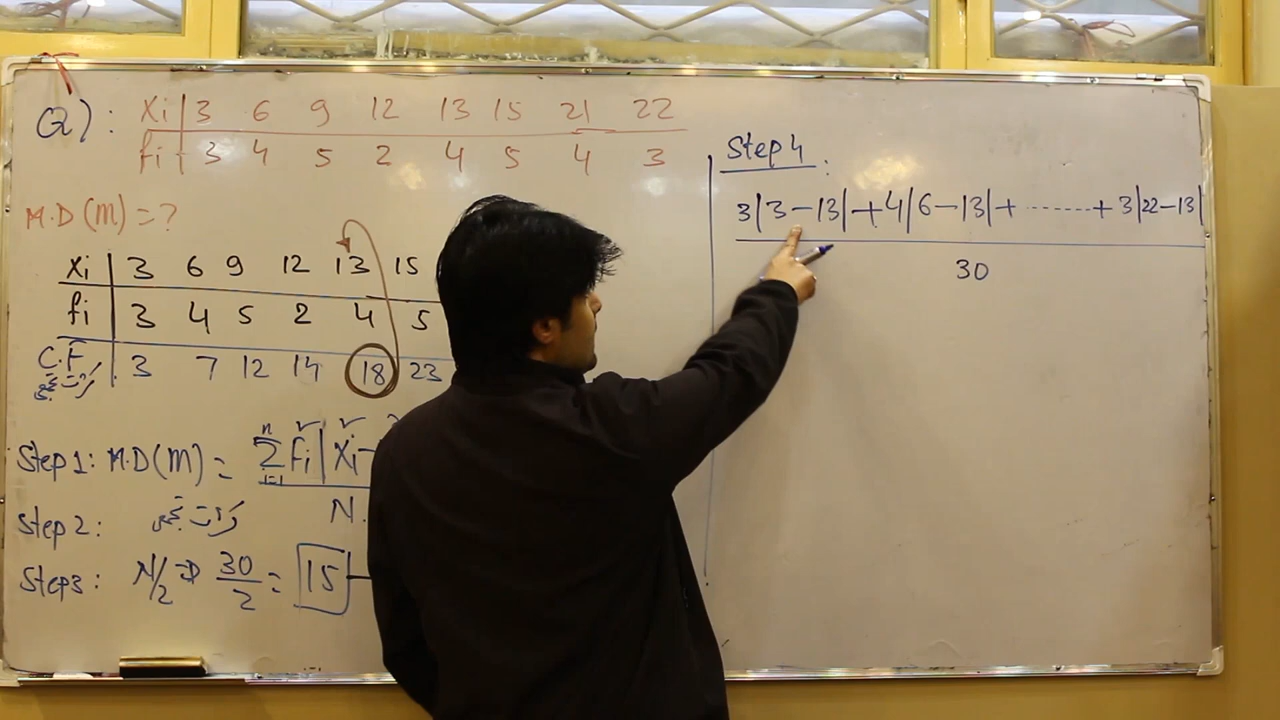 Q):
Xi 3 6 9 12 13 15 21 22
fi 3 4 5 2 4 5 4 3
M.D(M)=?
Xi 3 6 9 12 13 15
fi 3 4 5 2 4 5
C.F 3 7 12 14 18 23
Step 1: M.D(M) = n∑i=1 fi|Xi-
N.
Step 2:
Step3: N/2 ⇒ 30/2 = 15
Step 4:
3|3-13|+4|6-13|+.......+3|22-13|
30